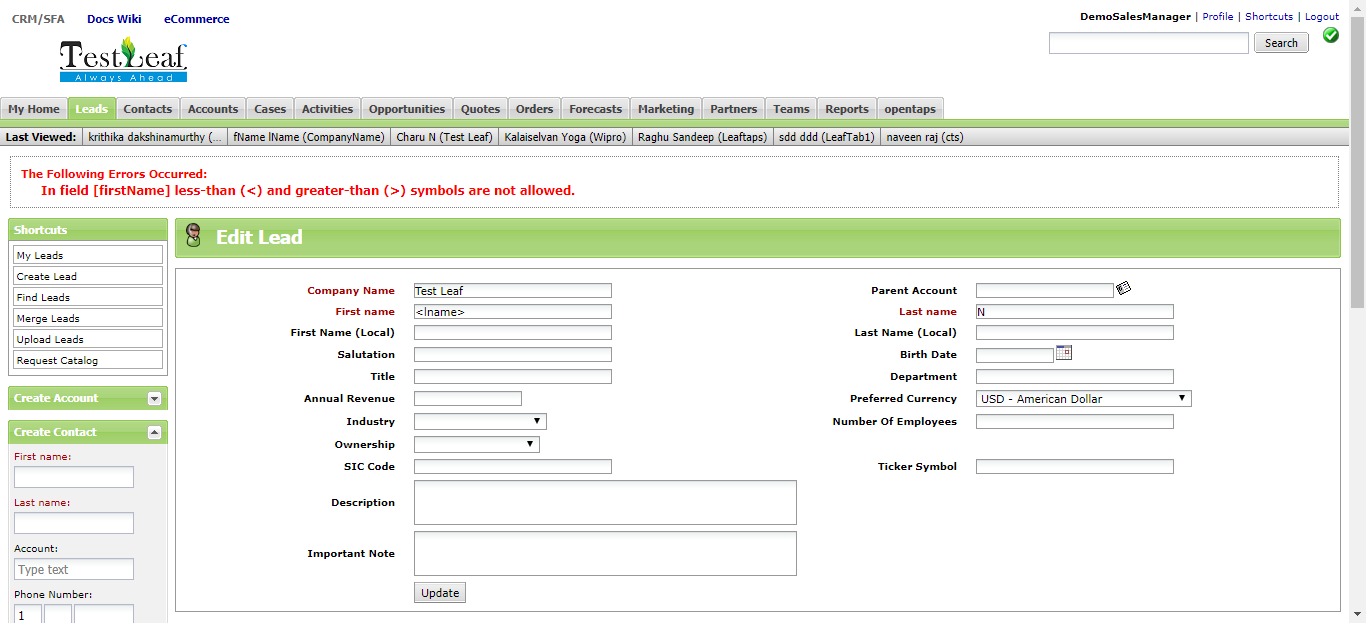 CRM/SFA Docs Wiki eCommerce
DemoSalesManager | Profile | Shortcuts | Logout
Search
TestLeaf
Always Ahead
My Home Leads Contacts Accounts Cases Activities Opportunities Quotes Orders Forecasts Marketing Partners Teams Reports opentaps
Last Viewed: krithika dakshinamurthy (... fName lName (CompanyName) Charu N (Test Leaf) Kalaiselvan Yoga (Wipro) Raghu Sandeep (Leaftaps) sdd ddd (LeafTab1) naveen raj (cts)
The Following Errors Occurred:
In field [firstName] less-than (<) and greater-than (>) symbols are not allowed.
Shortcuts
My Leads
Create Lead
Find Leads
Merge Leads
Upload Leads
Request Catalog
Create Account
Create Contact
First name:
Last name:
Account:
Type text
Phone Number:
1
Edit Lead
Company Name Test Leaf Parent Account
First name <lname> Last name N
First Name (Local) Last Name (Local)
Salutation Birth Date
Title Department
Annual Revenue Preferred Currency USD - American Dollar
Industry Number Of Employees
Ownership
SIC Code Ticker Symbol
Description
Important Note
Update